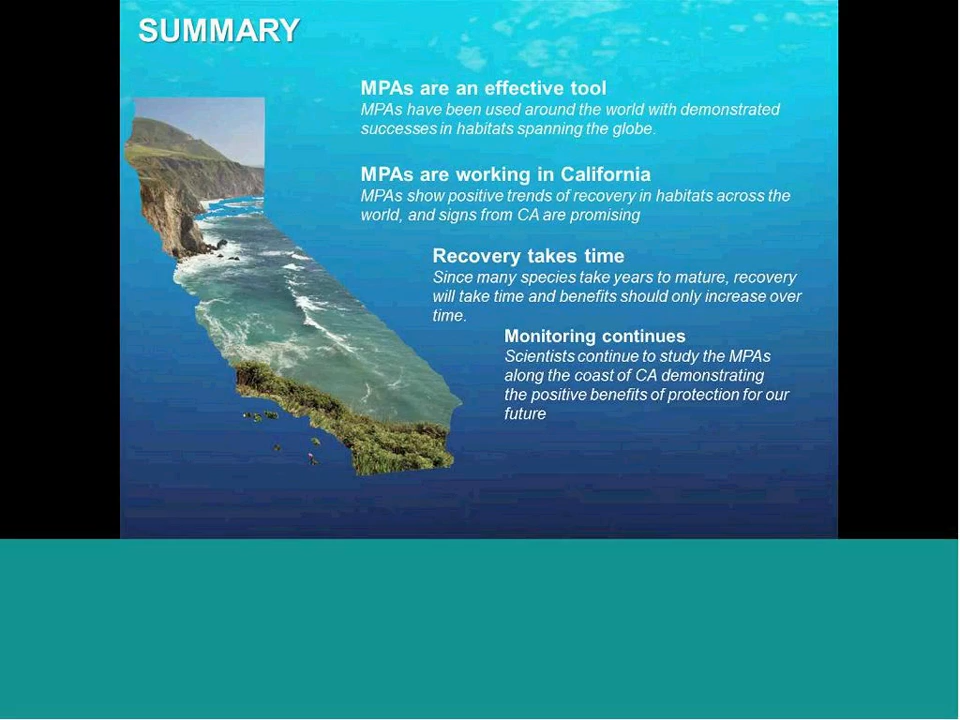 SUMMARY
MPAs are an effective tool
MPAs have been used around the world with demonstrated
successes in habitats spanning the globe.
MPAs are working in California
MPAs show positive trends of recovery in habitats across the
world, and signs from CA are promising
Recovery takes time
Since many species take years to mature, recovery
will take time and benefits should only increase over
time.
Monitoring continues
Scientists continue to study the MPAs
along the coast of CA demonstrating
the positive benefits of protection for our
future